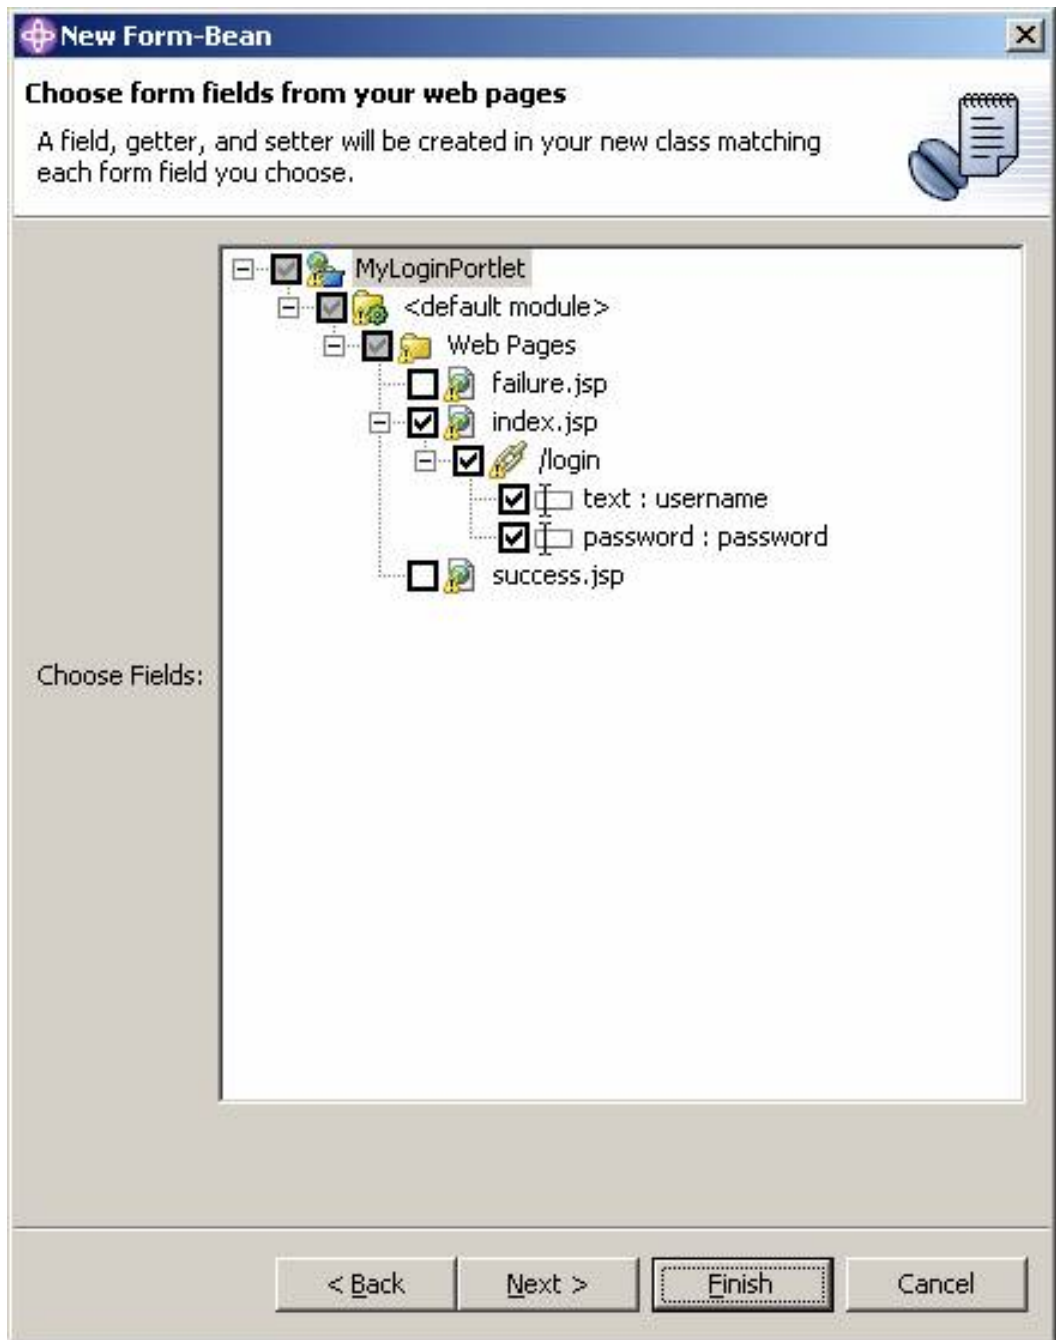 New Form-Bean
Choose form fields from your web pages
A field, getter, and setter will be created in your new class matching
each form field you choose.
MyLoginPortlet
<default module>
Web Pages
failure.jsp
index.jsp
/login
text : username
password : password
success.jsp
Choose Fields:
< Back
Next >
Finish
Cancel